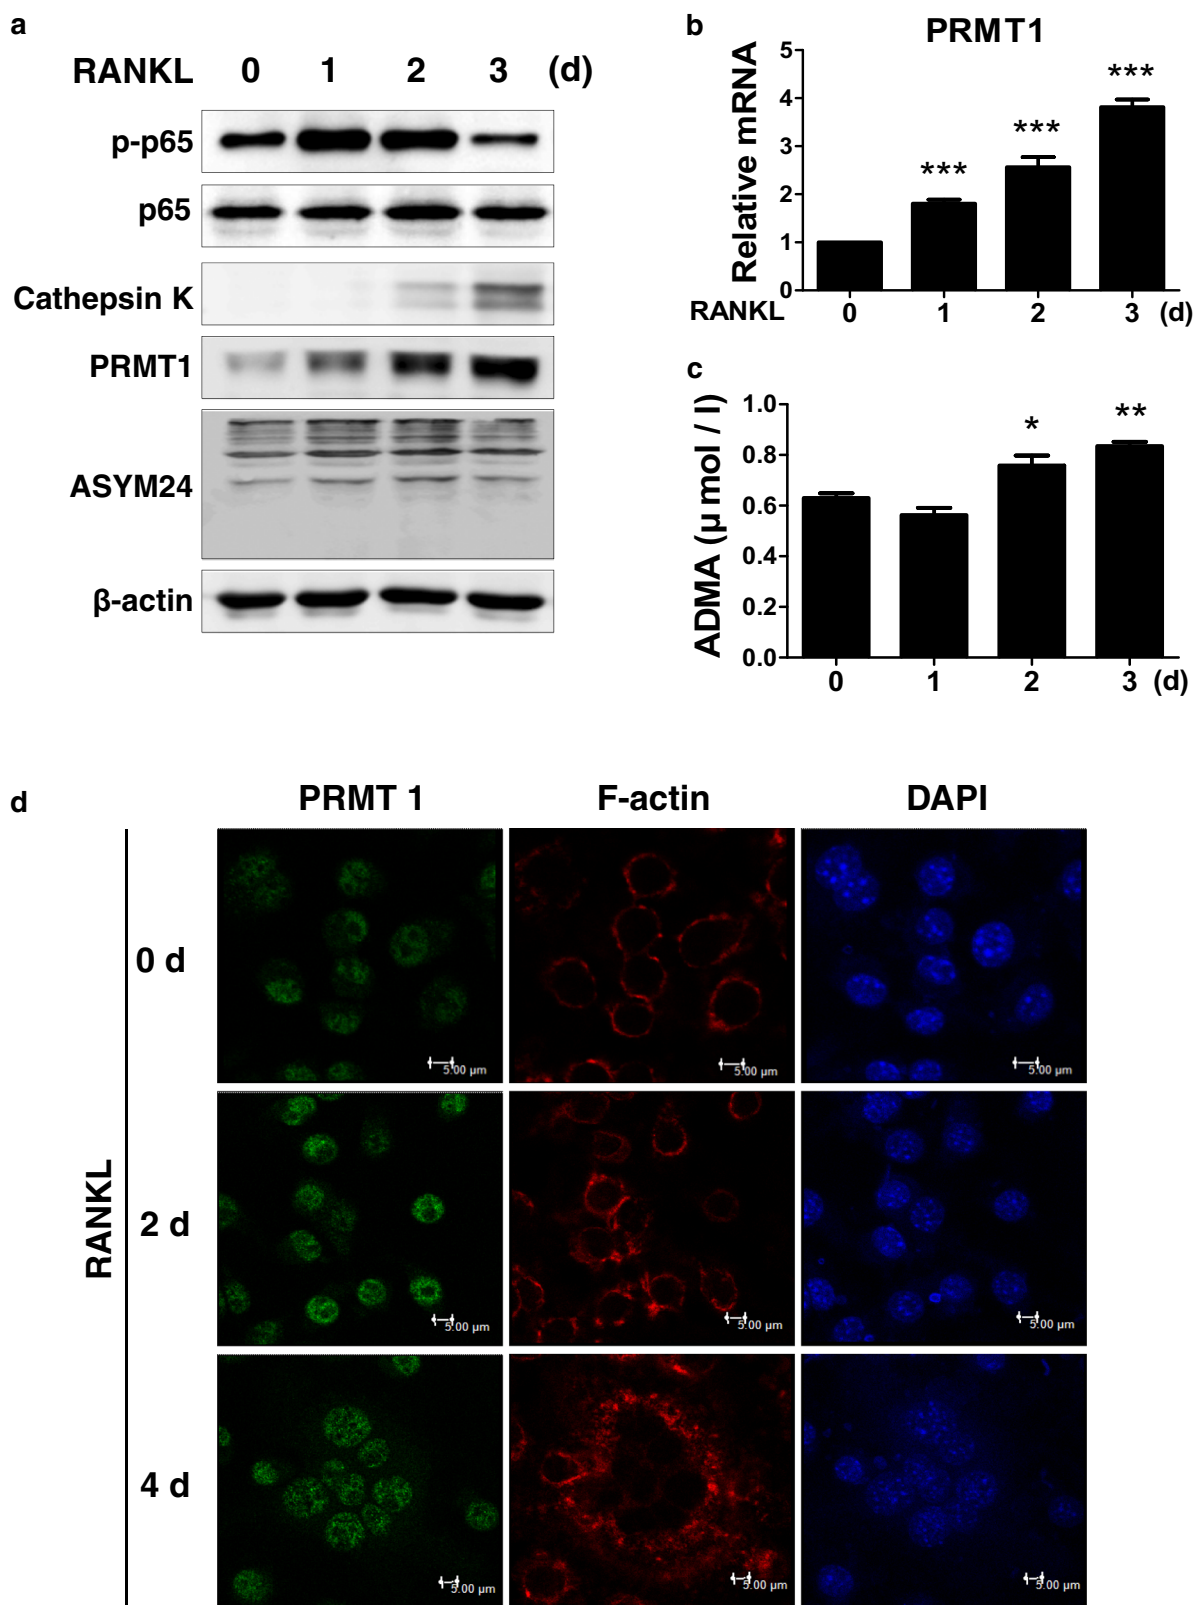 a
RANKL 0 1 2 3 (d)
p-p65
p65
Cathepsin K
PRMT1
ASYM24
β-actin
b
PRMT1
Relative mRNA
5
4
3
2
1
0
***
***
***
RANKL 0 1 2 3 (d)
c
ADMA (μ mol / l)
1.0
0.8
0.6
0.4
0.2
0.0
*
**
0 1 2 3 (d)
d
PRMT 1 F-actin DAPI
RANKL
0 d
5.00 μm
5.00 μm
5.00 μm
2 d
5.00 μm
5.00 μm
5.00 μm
4 d
5.00 μm
5.00 μm
5.00 μm